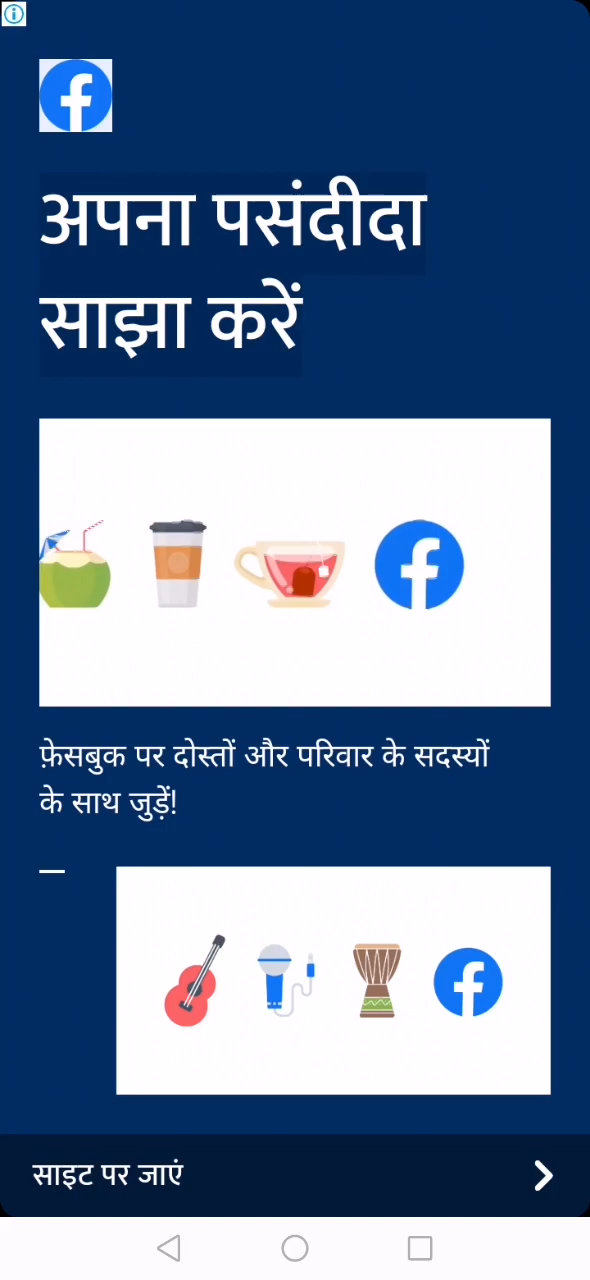 अपना पसंदीदा
साझा करें
फ़ेसबुक पर दोस्तों और परिवार के सदस्यों
के साथ जुड़ें!
साइट पर जाएं